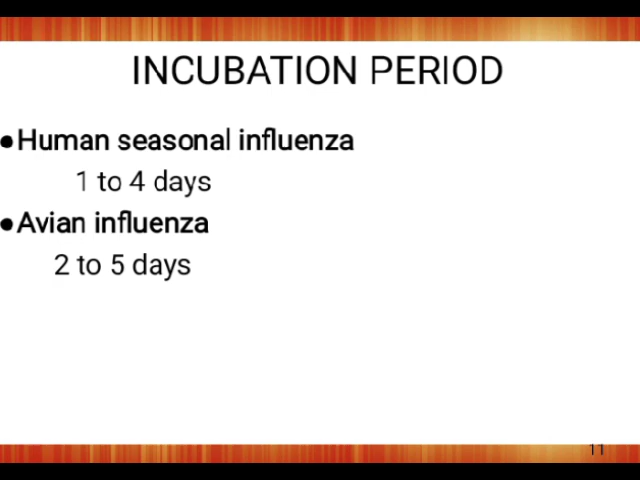 INCUBATION PERIOD
●Human seasonal influenza
1 to 4 days
●Avian influenza
2 to 5 days
11